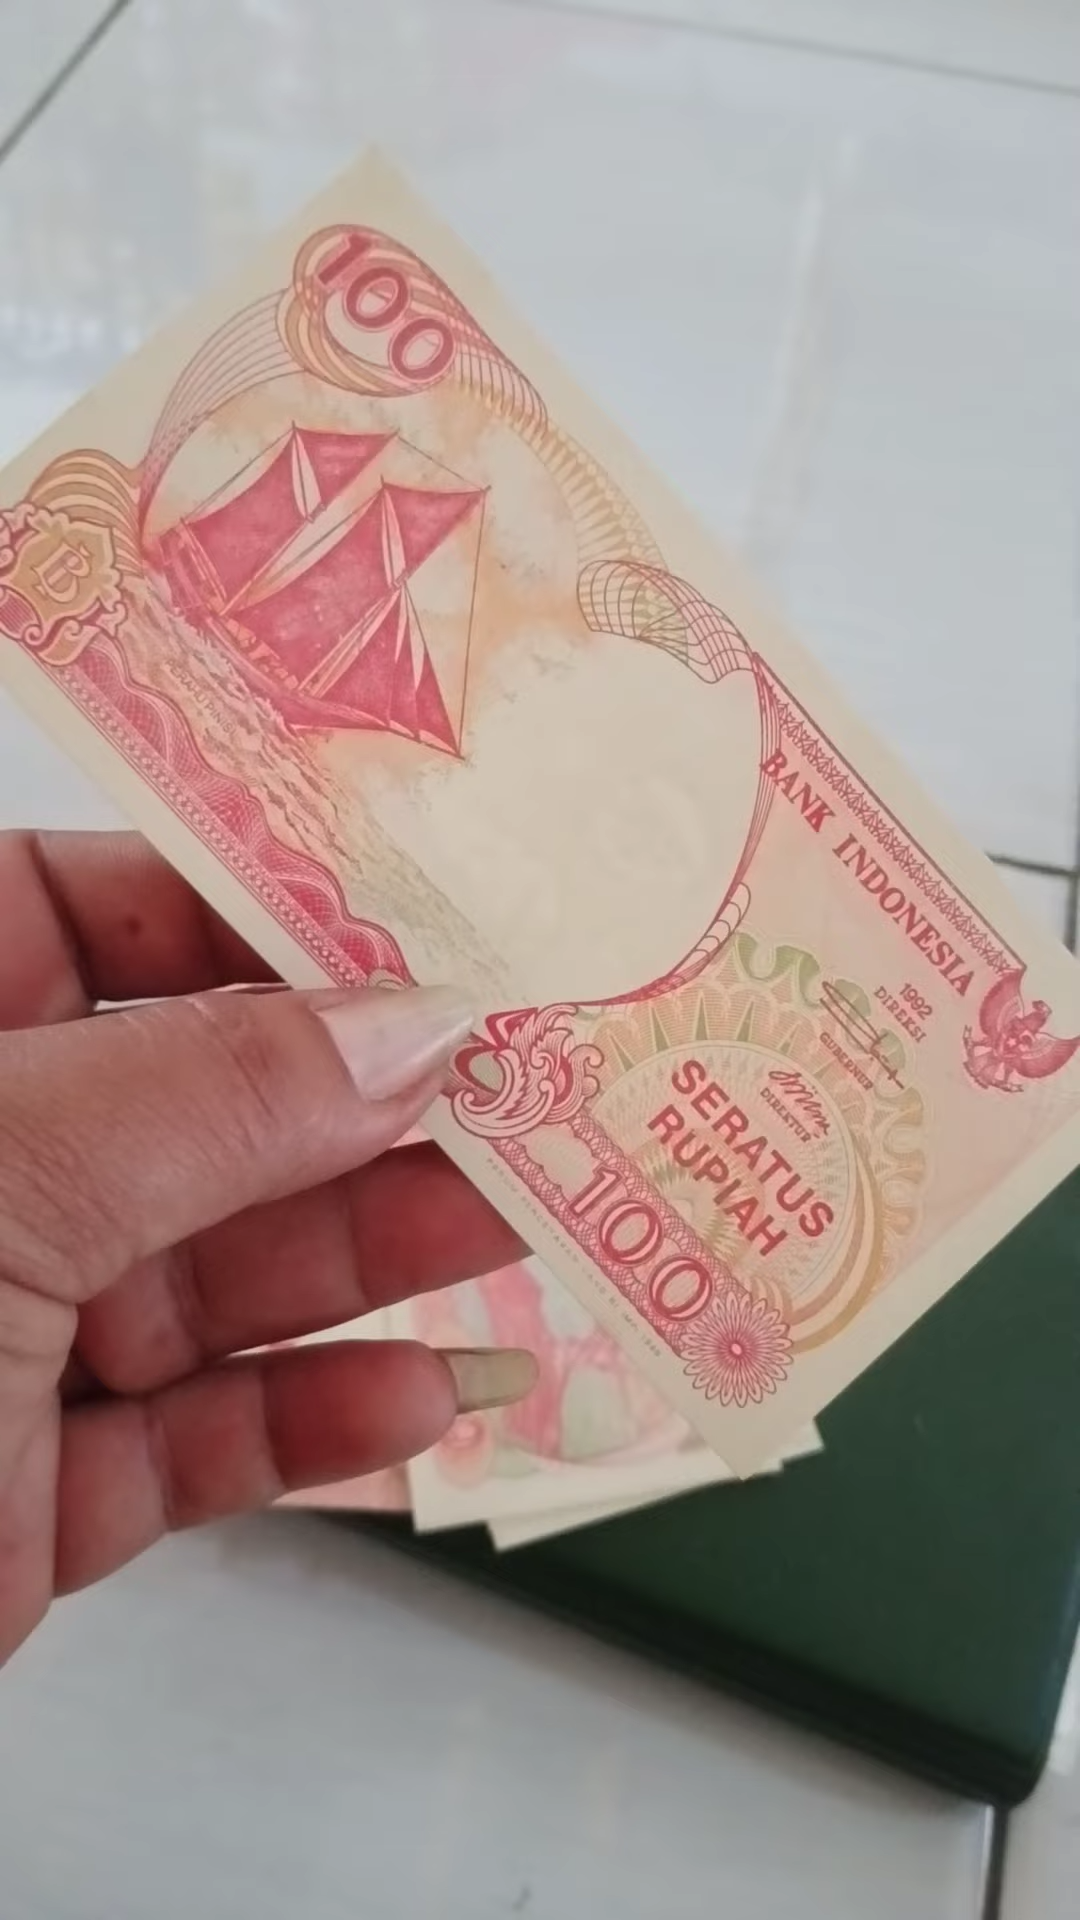 100
B
PERAHU PINISI
BANK INDONESIA
1992
DIREKSI
GUBERNUR
DIREKTUR
SERATUS
RUPIAH
100